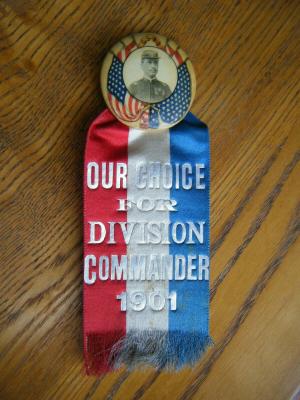 OUR CHOICE
FOR
DIVISION
COMMANDER
1901